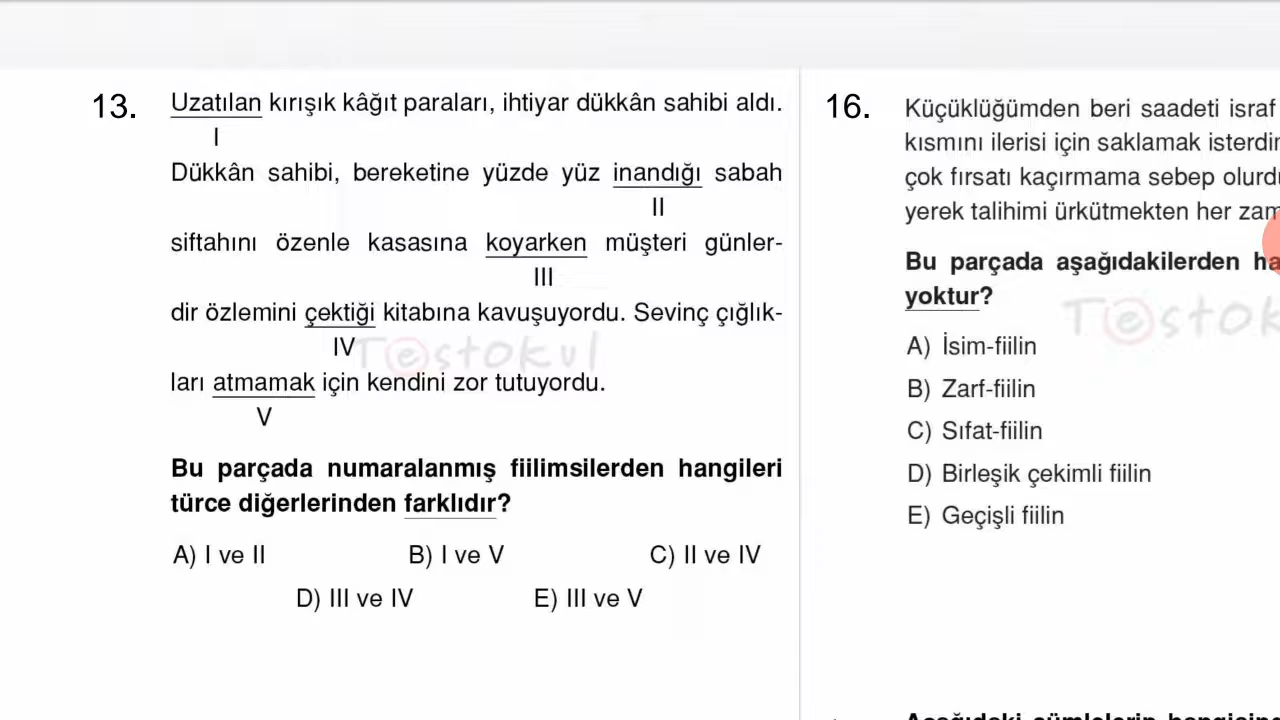 13.
Uzatılan kırışık kâğıt paraları, ihtiyar dükkân sahibi aldı.
I
Dükkân sahibi, bereketine yüzde yüz inandığı sabah
II
siftahını özenle kasasına koyarken müşteri günler-
III
dir özlemini çektiği kitabına kavuşuyordu. Sevinç çığlık-
IV
T@stokul
ları atmamak için kendini zor tutuyordu.
V
Bu parçada numaralanmış fiilimsilerden hangileri
türce diğerlerinden farklıdır?
A) I ve II B) I ve V C) II ve IV
D) III ve IV E) III ve V
16.
Küçüklüğümden beri saadeti israf
kısmını ilerisi için saklamak
çok fırsatı kaçırmama sebep
yerek talihimi ürkütmekten her
Bu parçada aşağıdakilerden
yoktur?
A) İsim-fiilin
B) Zarf-fiilin
C) Sıfat-fiilin
D) Birleşik çekimli fiilin
E) Geçişli fiilin